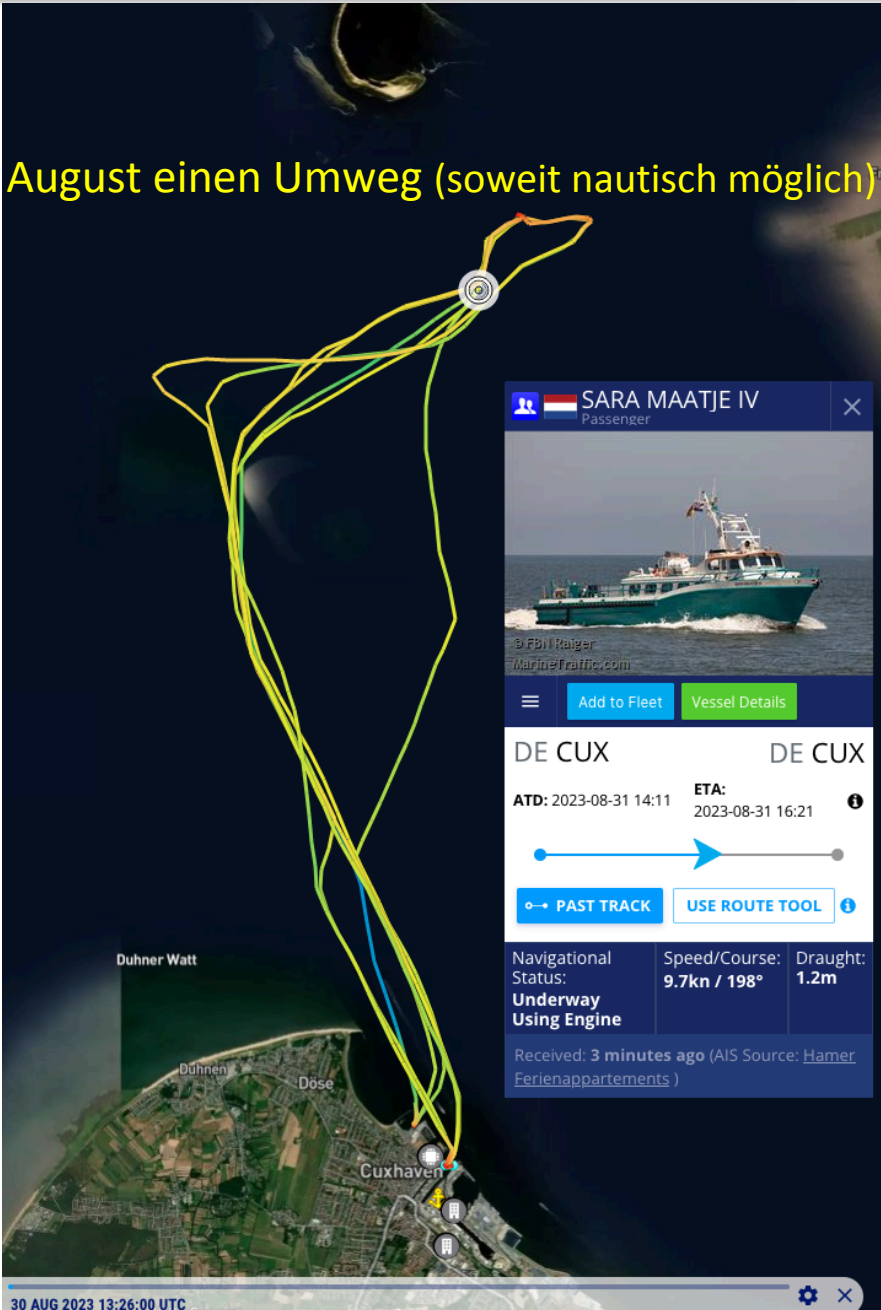 August einen Umweg (soweit nautisch möglich)
SARA MAATJE IV
Passenger
© FBN Raiger
MarineTraffic.com
Add to Fleet
Vessel Details
DE CUX
DE CUX
ATD: 2023-08-31 14:11
ETA:
2023-08-31 16:21
PAST TRACK
USE ROUTE TOOL
Navigational
Status:
Underway
Using Engine
Speed/Course:
9.7kn / 198°
Draught:
1.2m
Received: 3 minutes ago (AIS Source: Hamer
Ferienappartements )
Duhner Watt
Duhnen
Döse
Cuxhaven
30 AUG 2023 13:26:00 UTC